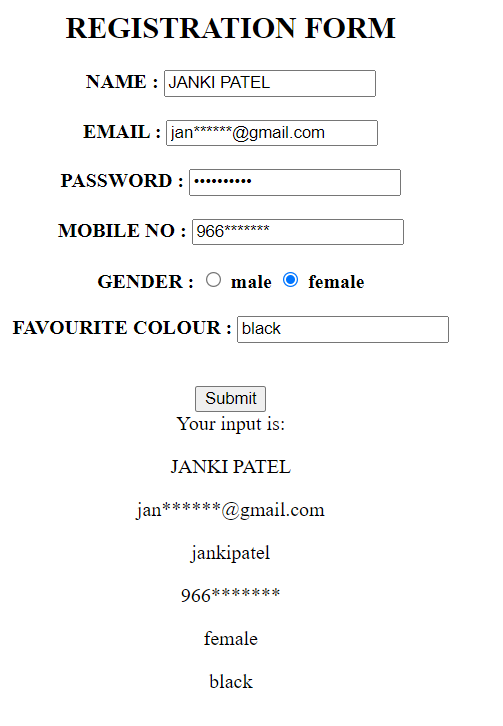 REGISTRATION FORM
NAME : JANKI PATEL
EMAIL : jan******@gmail.com
PASSWORD : ••••••••••
MOBILE NO : 966*******
GENDER : male female
FAVOURITE COLOUR : black
Submit
Your input is:
JANKI PATEL
jan******@gmail.com
jankipatel
966*******
female
black